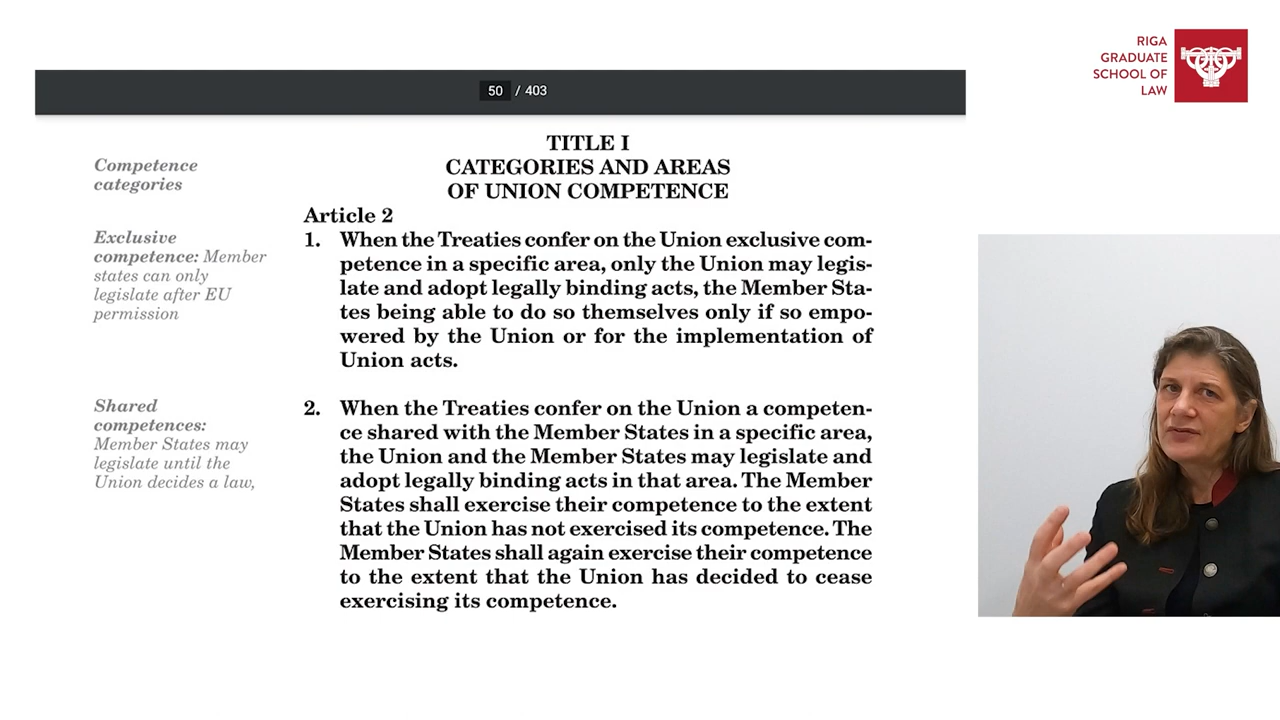 RIGA
GRADUATE
SCHOOL OF
LAW
50 / 403
TITLE I
CATEGORIES AND AREAS
OF UNION COMPETENCE
Competence
categories
Article 2
Exclusive
competence: Member
states can only
legislate after EU
permission
1. When the Treaties confer on the Union exclusive com-
petence in a specific area, only the Union may legis-
late and adopt legally binding acts, the Member Sta-
tes being able to do so themselves only if so empo-
wered by the Union or for the implementation of
Union acts.
Shared
competences:
Member States may
legislate until the
Union decides a law,
2. When the Treaties confer on the Union a competen-
ce shared with the Member States in a specific area,
the Union and the Member States may legislate and
adopt legally binding acts in that area. The Member
States shall exercise their competence to the extent
that the Union has not exercised its competence. The
Member States shall again exercise their competence
to the extent that the Union has decided to cease
exercising its competence.